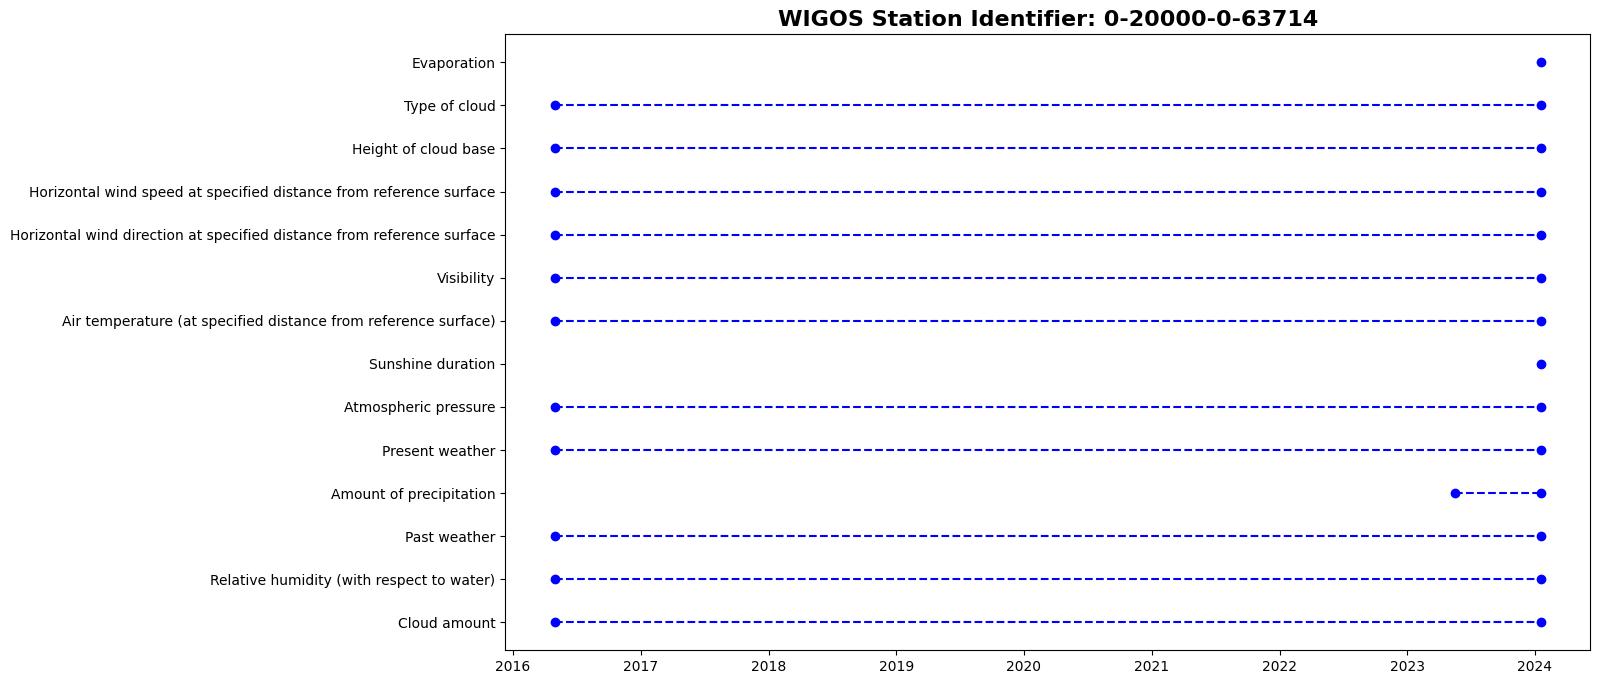 WIGOS Station Identifier: 0-20000-0-63714
Evaporation
Type of cloud
Height of cloud base
Horizontal wind speed at specified distance from reference surface
Horizontal wind direction at specified distance from reference surface
Visibility
Air temperature (at specified distance from reference surface)
Sunshine duration
Atmospheric pressure
Present weather
Amount of precipitation
Past weather
Relative humidity (with respect to water)
Cloud amount
2016 2017 2018 2019 2020 2021 2022 2023 2024